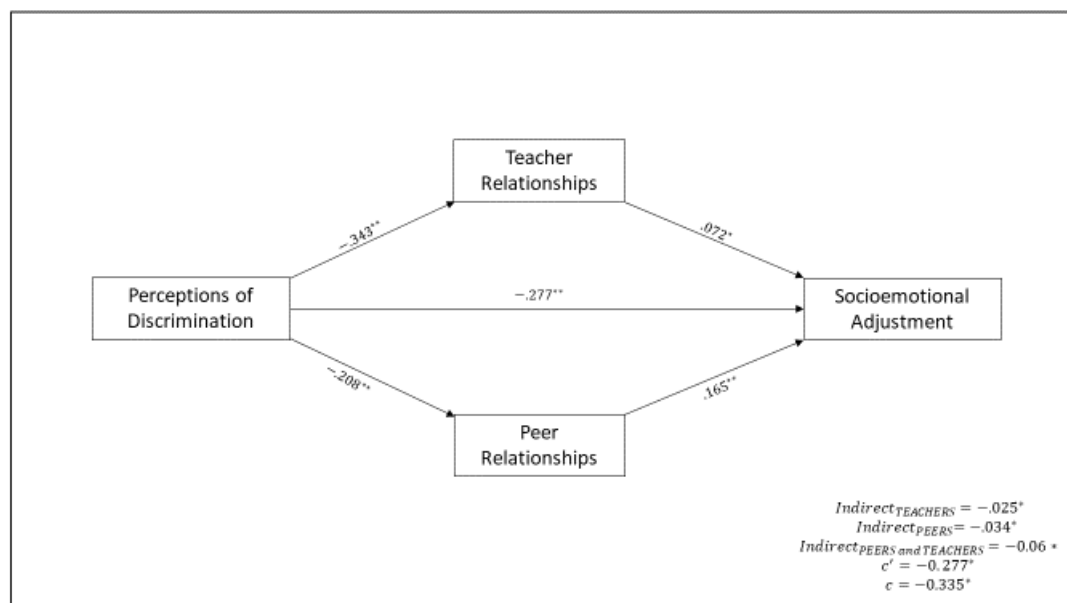 Teacher
Relationships
−.343**
.072*
Perceptions of
Discrimination
−.277**
Socioemotional
Adjustment
−.208**
.165**
Peer
Relationships
Indirect_TEACHERS = −.025*
Indirect_PEERS= −.034*
Indirect_PEERS and TEACHERS = −0.06 *
c′ = −0.277*
c = −0.335*